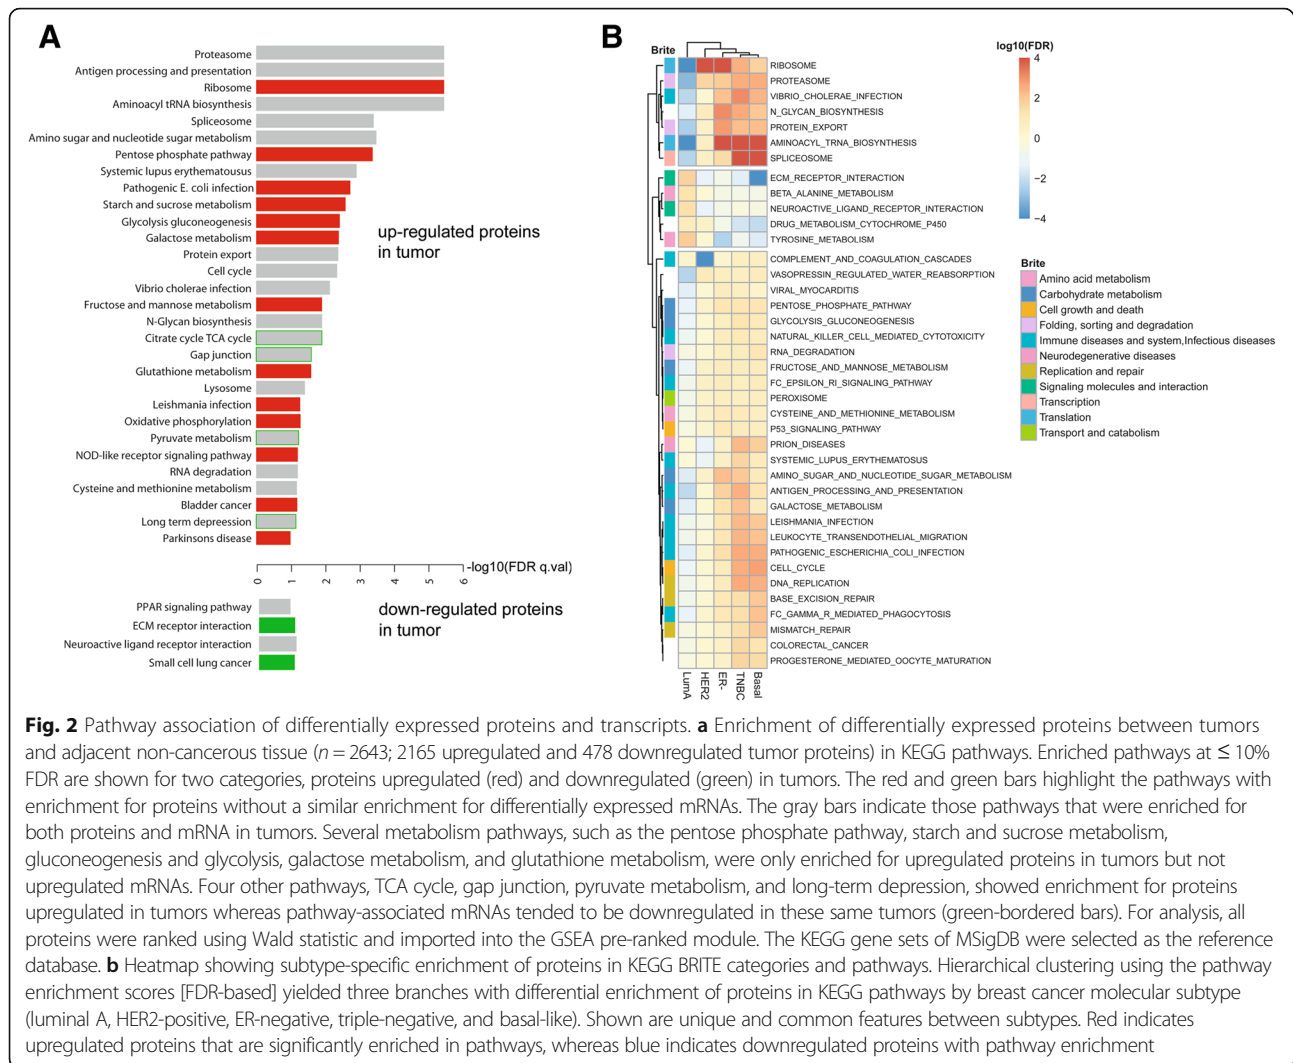 A
Proteasome
Antigen processing and presentation
Ribosome
Aminoacyl tRNA biosynthesis
Spliceosome
Amino sugar and nucleotide sugar metabolism
Pentose phosphate pathway
Systemic lupus erythematousus
Pathogenic E. coli infection
Starch and sucrose metabolism
Glycolysis gluconeogenesis
Galactose metabolism
Protein export
Cell cycle
Vibrio cholerae infection
Fructose and mannose metabolism
N-Glycan biosynthesis
Citrate cycle TCA cycle
Gap junction
Glutathione metabolism
Lysosome
Leishmania infection
Oxidative phosphorylation
Pyruvate metabolism
NOD-like receptor signaling pathway
RNA degradation
Cysteine and methionine metabolism
Bladder cancer
Long term depreession
Parkinsons disease
up-regulated proteins
in tumor
-log10(FDR q.val)
0 1 2 3 4 5 6
down-regulated proteins
in tumor
PPAR signaling pathway
ECM receptor interaction
Neuroactive ligand receptor interaction
Small cell lung cancer
B
Brite
RIBOSOME
PROTEASOME
VIBRIO_CHOLERAE_INFECTION
N_GLYCAN_BIOSYNTHESIS
PROTEIN_EXPORT
AMINOACYL_TRNA_BIOSYNTHESIS
SPLICEOSOME
ECM_RECEPTOR_INTERACTION
BETA_ALANINE_METABOLISM
NEUROACTIVE_LIGAND_RECEPTOR_INTERACTION
DRUG_METABOLISM_CYTOCHROME_P450
TYROSINE_METABOLISM
COMPLEMENT_AND_COAGULATION_CASCADES
VASOPRESSIN_REGULATED_WATER_REABSORPTION
VIRAL_MYOCARDITIS
PENTOSE_PHOSPHATE_PATHWAY
GLYCOLYSIS_GLUCONEOGENESIS
NATURAL_KILLER_CELL_MEDIATED_CYTOTOXICITY
RNA_DEGRADATION
FRUCTOSE_AND_MANNOSE_METABOLISM
FC_EPSILON_RI_SIGNALING_PATHWAY
PEROXISOME
CYSTEINE_AND_METHIONINE_METABOLISM
P53_SIGNALING_PATHWAY
PRION_DISEASES
SYSTEMIC_LUPUS_ERYTHEMATOSUS
AMINO_SUGAR_AND_NUCLEOTIDE_SUGAR_METABOLISM
ANTIGEN_PROCESSING_AND_PRESENTATION
GALACTOSE_METABOLISM
LEISHMANIA_INFECTION
LEUKOCYTE_TRANSENDOTHELIAL_MIGRATION
PATHOGENIC_ESCHERICHIA_COLI_INFECTION
CELL_CYCLE
DNA_REPLICATION
BASE_EXCISION_REPAIR
FC_GAMMA_R_MEDIATED_PHAGOCYTOSIS
MISMATCH_REPAIR
COLORECTAL_CANCER
PROGESTERONE_MEDIATED_OOCYTE_MATURATION
LumA
HER2
ER-
TNBC
Basal
log10(FDR)
4
2
0
−2
−4
Brite
Amino acid metabolism
Carbohydrate metabolism
Cell growth and death
Folding, sorting and degradation
Immune diseases and system,Infectious diseases
Neurodegenerative diseases
Replication and repair
Signaling molecules and interaction
Transcription
Translation
Transport and catabolism
Fig. 2 Pathway association of differentially expressed proteins and transcripts. a Enrichment of differentially expressed proteins between tumors
and adjacent non-cancerous tissue (n = 2643; 2165 upregulated and 478 downregulated tumor proteins) in KEGG pathways. Enriched pathways at ≤ 10%
FDR are shown for two categories, proteins upregulated (red) and downregulated (green) in tumors. The red and green bars highlight the pathways with
enrichment for proteins without a similar enrichment for differentially expressed mRNAs. The gray bars indicate those pathways that were enriched for
both proteins and mRNA in tumors. Several metabolism pathways, such as the pentose phosphate pathway, starch and sucrose metabolism,
gluconeogenesis and glycolysis, galactose metabolism, and glutathione metabolism, were only enriched for upregulated proteins in tumors but not
upregulated mRNAs. Four other pathways, TCA cycle, gap junction, pyruvate metabolism, and long-term depression, showed enrichment for proteins
upregulated in tumors whereas pathway-associated mRNAs tended to be downregulated in these same tumors (green-bordered bars). For analysis, all
proteins were ranked using Wald statistic and imported into the GSEA pre-ranked module. The KEGG gene sets of MSigDB were selected as the reference
database. b Heatmap showing subtype-specific enrichment of proteins in KEGG BRITE categories and pathways. Hierarchical clustering using the pathway
enrichment scores [FDR-based] yielded three branches with differential enrichment of proteins in KEGG pathways by breast cancer molecular subtype
(luminal A, HER2-positive, ER-negative, triple-negative, and basal-like). Shown are unique and common features between subtypes. Red indicates
upregulated proteins that are significantly enriched in pathways, whereas blue indicates downregulated proteins with pathway enrichment